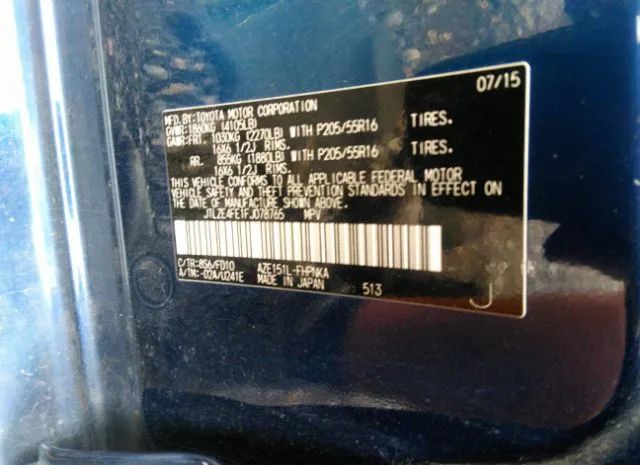 07/15
MFD.BY:TOYOTA MOTOR CORPORATION
GVWR:1860KG (4105LB)
GAWR:FRT. 1030KG (2270LB) WITH P205/55R16 TIRES.
16X6 1/2J RIMS.
RR. 855KG (1880LB) WITH P205/55R16 TIRES.
16X6 1/2J RIMS.
THIS VEHICLE CONFORMS TO ALL APPLICABLE FEDERAL MOTOR
VEHICLE SAFETY AND THEFT PREVENTION STANDARDS IN EFFECT ON
THE DATE OF MANUFACTURE SHOWN ABOVE.
JTLZE4FE1FJ078765 MPV
C/TR:8S6/FD10 AZE151L-FHPNKA
A/TM:-02A/U241E MADE IN JAPAN 513 J